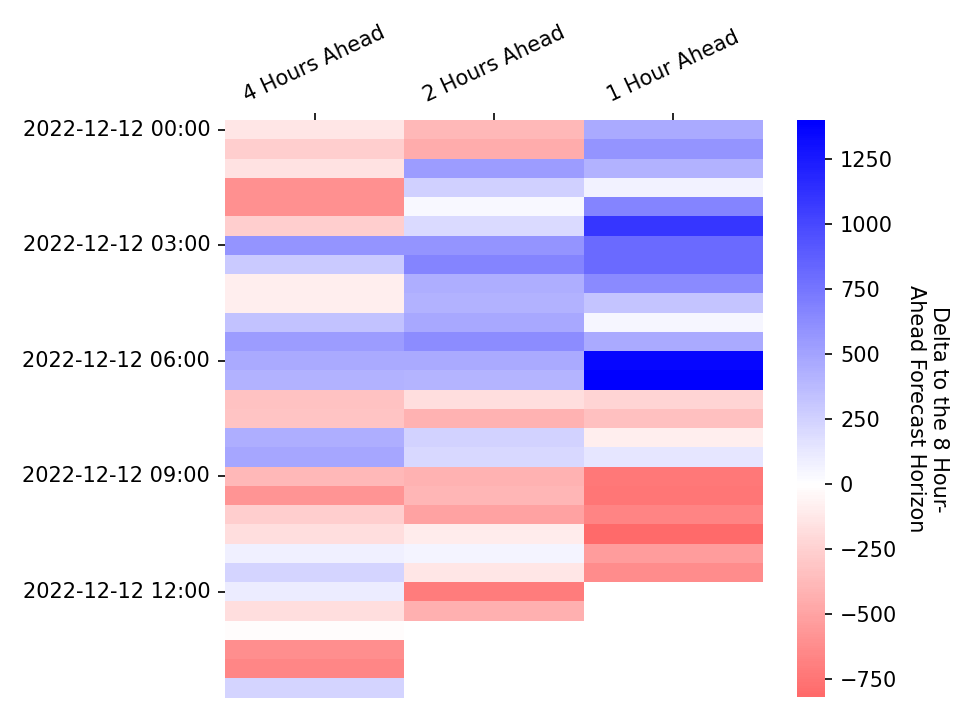 4 Hours Ahead
2 Hours Ahead
1 Hour Ahead
2022-12-12 00:00
2022-12-12 03:00
2022-12-12 06:00
2022-12-12 09:00
2022-12-12 12:00
1250
1000
750
500
250
0
−250
−500
−750
Delta to the 8 Hour-
Ahead Forecast Horizon